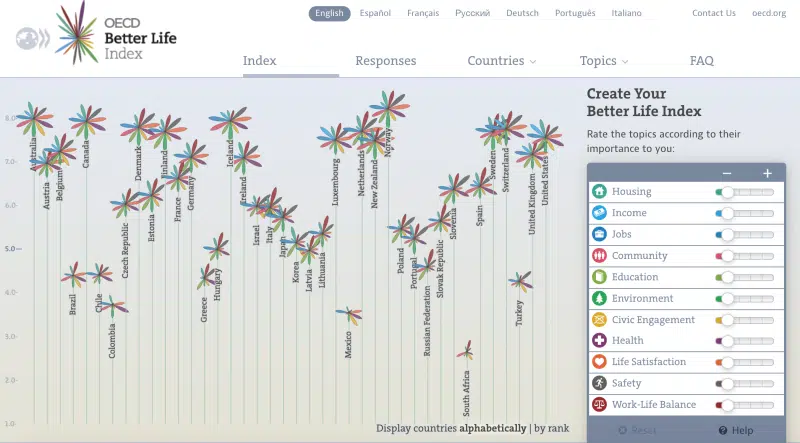 OECD
Better Life
Index
English
Español
Français
Русский
Deutsch
Português
Italiano
Contact Us
oecd.org
Index
Responses
Countries
Topics
FAQ
8.0
7.0
6.0
5.0
4.0
3.0
2.0
1.0
Australia
Austria
Belgium
Brazil
Canada
Chile
Colombia
Czech Republic
Denmark
Estonia
Finland
France
Germany
Greece
Hungary
Iceland
Ireland
Israel
Italy
Japan
Korea
Latvia
Lithuania
Luxembourg
Mexico
Netherlands
New Zealand
Norway
Poland
Portugal
Russian Federation
Slovak Republic
Slovenia
South Africa
Spain
Sweden
Switzerland
Turkey
United Kingdom
United States
Display countries alphabetically | by rank
Create Your
Better Life Index
Rate the topics according to their
importance to you:
− +
Housing
Income
Jobs
Community
Education
Environment
Civic Engagement
Health
Life Satisfaction
Safety
Work-Life Balance
Reset
? Help